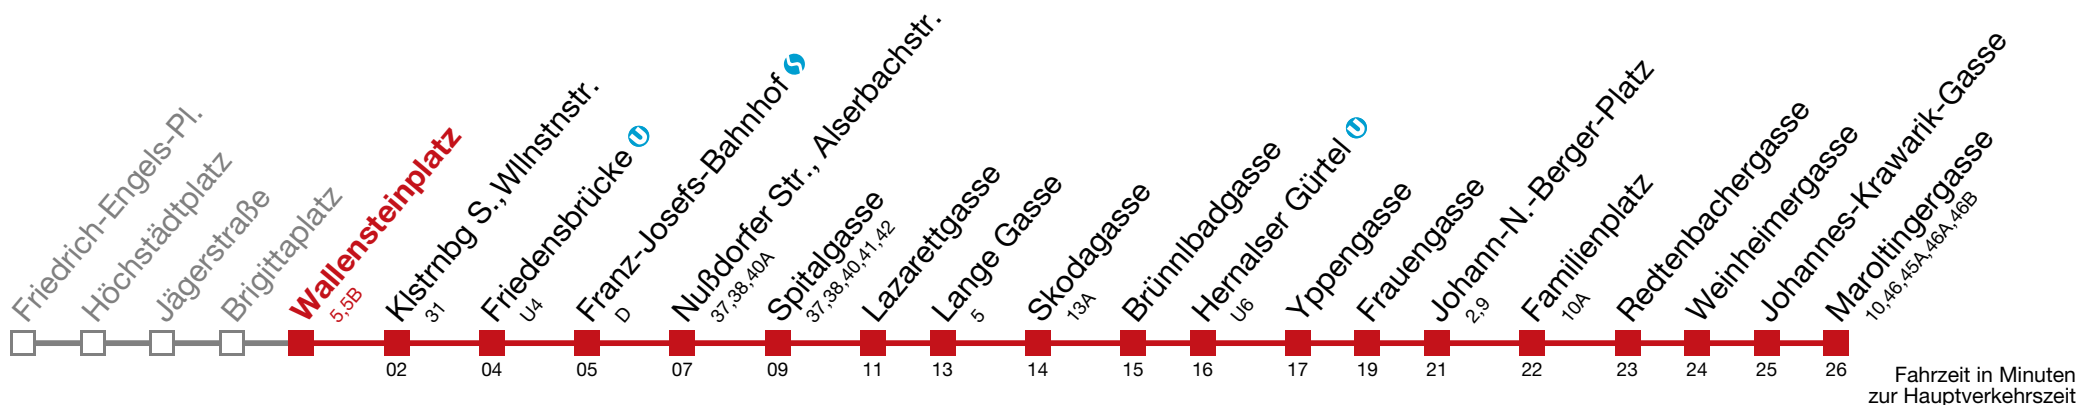 Friedrich-Engels-Pl.
Höchstädtplatz
Jägerstraße
Brigittaplatz
Wallensteinplatz
5,5B
Klstrnbg S., Wllnstnstr.
31
02
Friedensbrücke
U4
04
Franz-Josefs-Bahnhof
D
05
Nußdorfer Str., Alserbachstr.
37,38,40A
07
Spitalgasse
37,38,40,41,42
09
Lazarettgasse
11
Lange Gasse
5
13
Skodagasse
13A
14
Brünnlbadgasse
15
Hernalser Gürtel
U6
16
Yppengasse
17
Frauengasse
19
Johann-N.-Berger-Platz
2,9
21
Familienplatz
10A
22
Redtenbachergasse
23
Weinheimergasse
24
Johannes-Krawarik-Gasse
25
Maroltingergasse
10,46,45A,46A,46B
26
Fahrzeit in Minuten
zur Hauptverkehrszeit